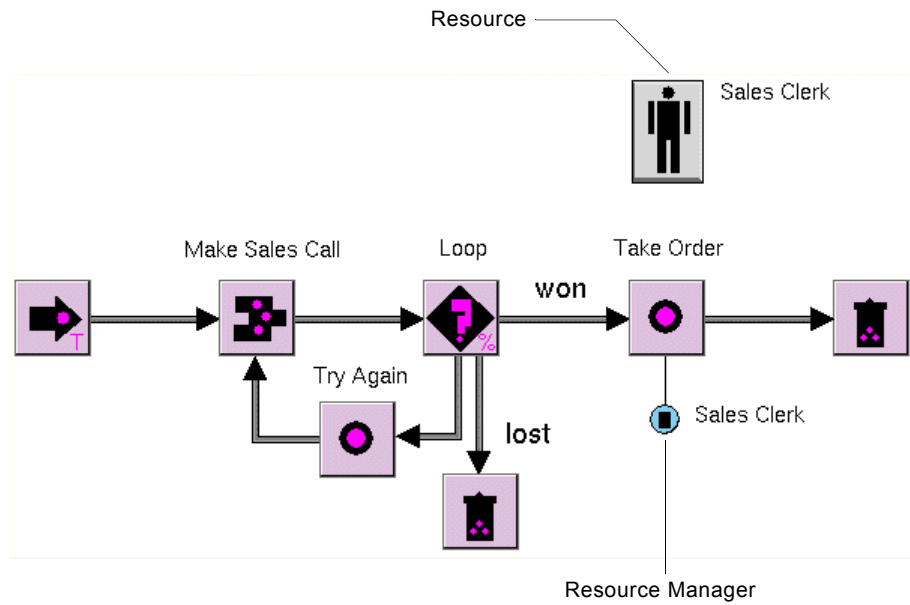 Resource
Sales Clerk
Make Sales Call
Loop
Take Order
won
T
?
%
Try Again
lost
Sales Clerk
Resource Manager